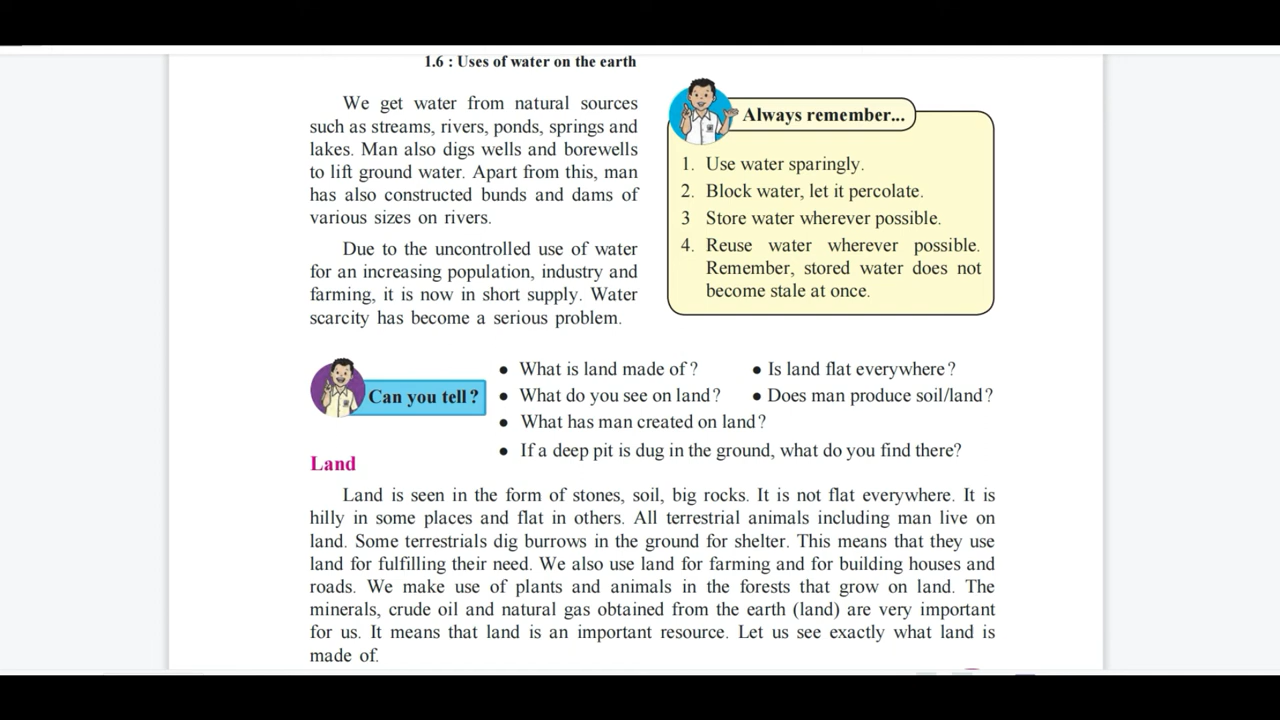 1.6 : Uses of water on the earth
We get water from natural sources
such as streams, rivers, ponds, springs and
lakes. Man also digs wells and borewells
to lift ground water. Apart from this, man
has also constructed bunds and dams of
various sizes on rivers.
Due to the uncontrolled use of water
for an increasing population, industry and
farming, it is now in short supply. Water
scarcity has become a serious problem.
Always remember...
1. Use water sparingly.
2. Block water, let it percolate.
3 Store water wherever possible.
4. Reuse water wherever possible.
Remember, stored water does not
become stale at once.
Can you tell?
• What is land made of?
• Is land flat everywhere?
• What do you see on land?
• Does man produce soil/land?
• What has man created on land?
• If a deep pit is dug in the ground, what do you find there?
Land
Land is seen in the form of stones, soil, big rocks. It is not flat everywhere. It is
hilly in some places and flat in others. All terrestrial animals including man live on
land. Some terrestrials dig burrows in the ground for shelter. This means that they use
land for fulfilling their need. We also use land for farming and for building houses and
roads. We make use of plants and animals in the forests that grow on land. The
minerals, crude oil and natural gas obtained from the earth (land) are very important
for us. It means that land is an important resource. Let us see exactly what land is
made of.